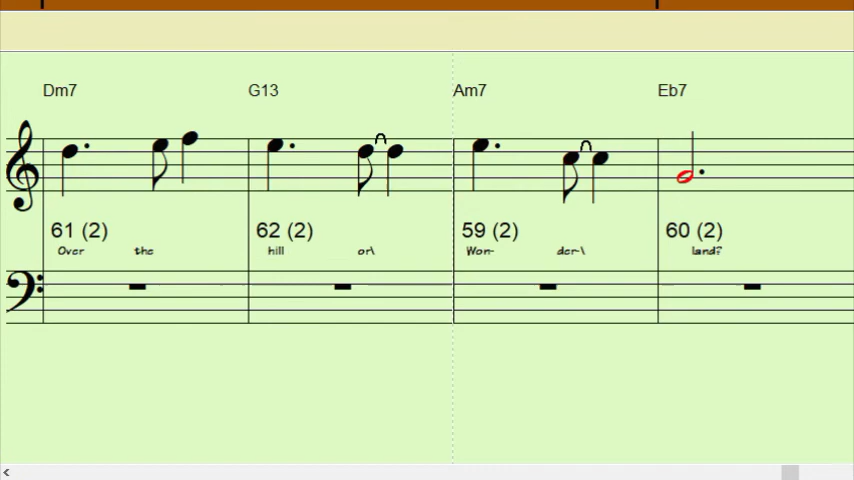 Dm7 G13 Am7 Eb7
61 (2) 62 (2) 59 (2) 60 (2)
Over the hill or\ Won- der-\ land?